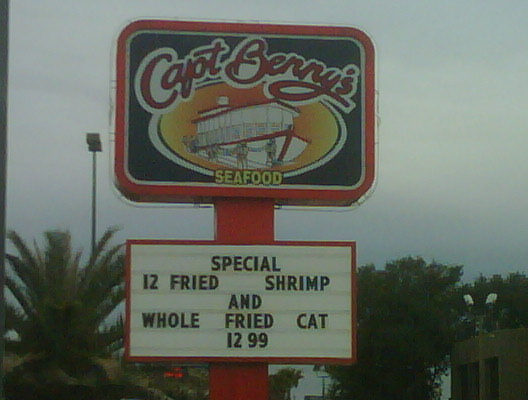 Capt Benny's
SEAFOOD
SPECIAL
12 FRIED SHRIMP
AND
WHOLE FRIED CAT
12 99